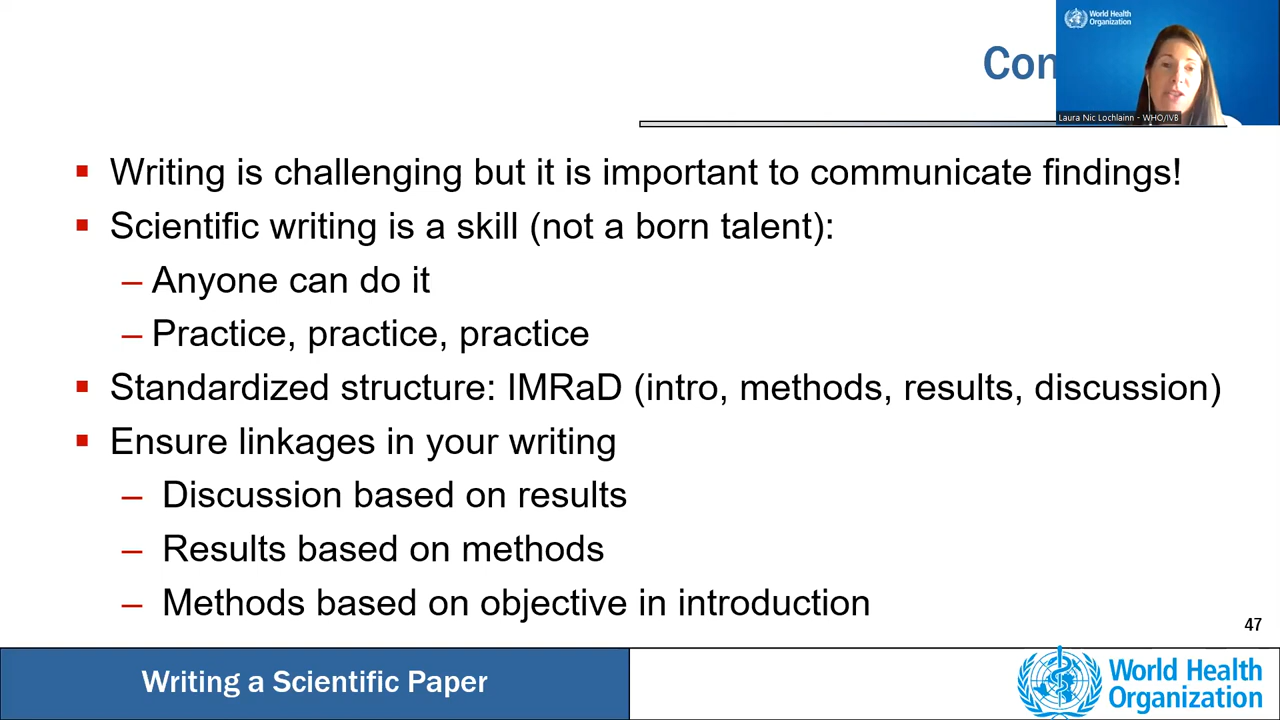 World Health
Organization
Laura Nic Lochlainn - WHO/IVB
▪ Writing is challenging but it is important to communicate findings!
▪ Scientific writing is a skill (not a born talent):
– Anyone can do it
– Practice, practice, practice
▪ Standardized structure: IMRaD (intro, methods, results, discussion)
▪ Ensure linkages in your writing
– Discussion based on results
– Results based on methods
– Methods based on objective in introduction
47
Writing a Scientific Paper
World Health
Organization